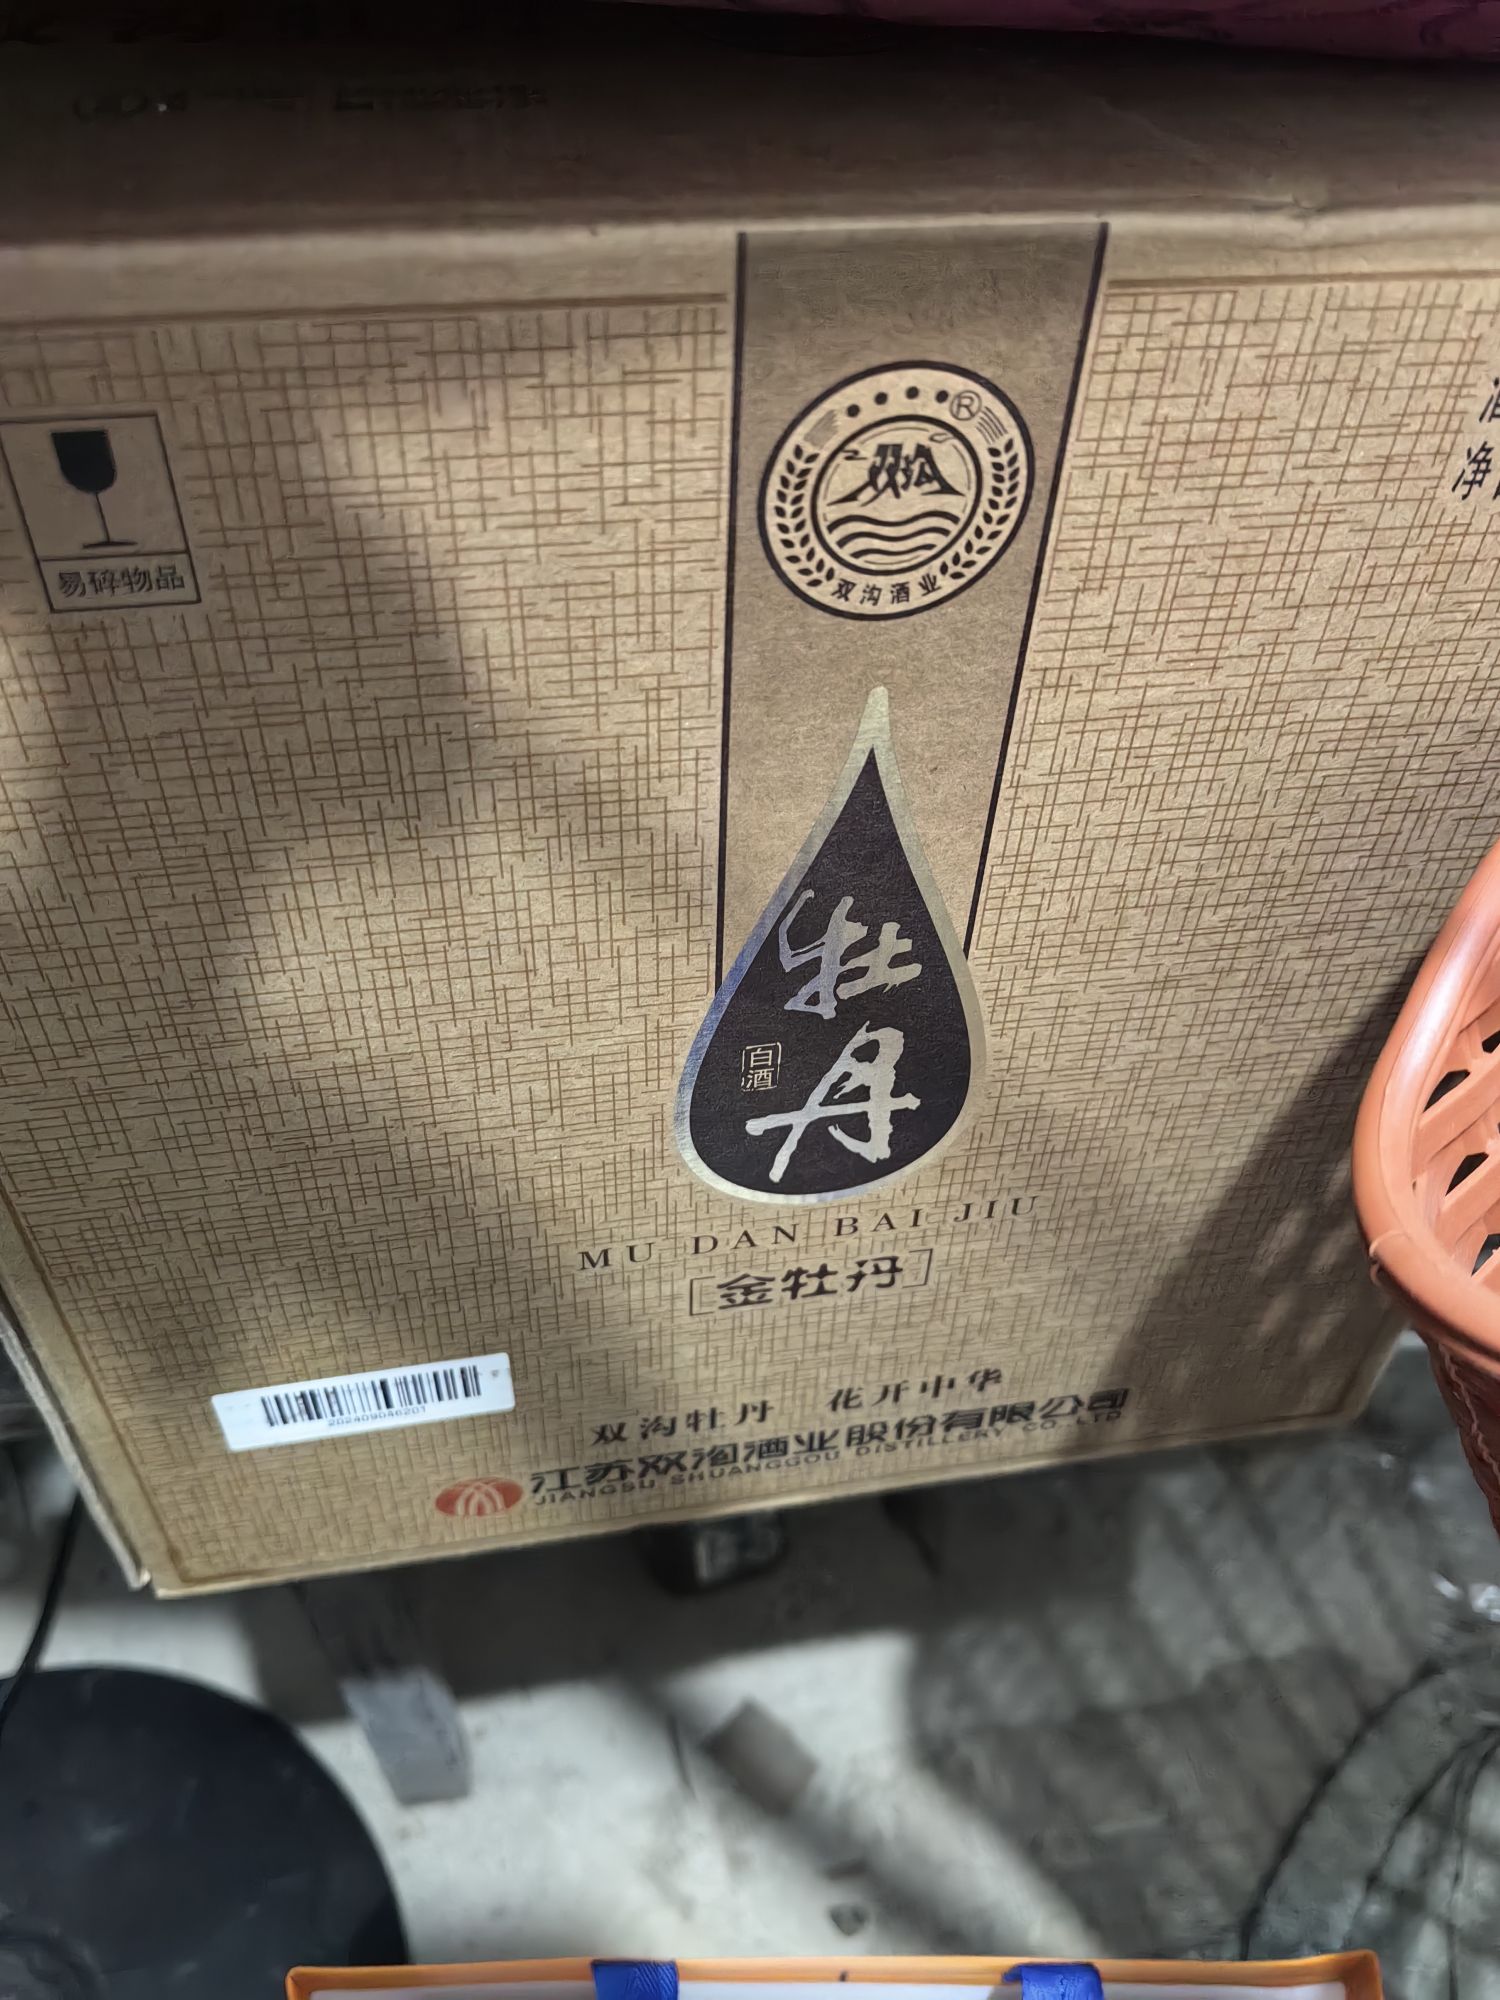 易碎物品
®
双沟
双沟酒业
净
牡丹
白酒
MU DAN BAI JIU
金牡丹
202409046201
双沟牡丹 花开中华
江苏双沟酒业股份有限公司
JIANGSU SHUANGGOU DISTILLERY CO.,LTD